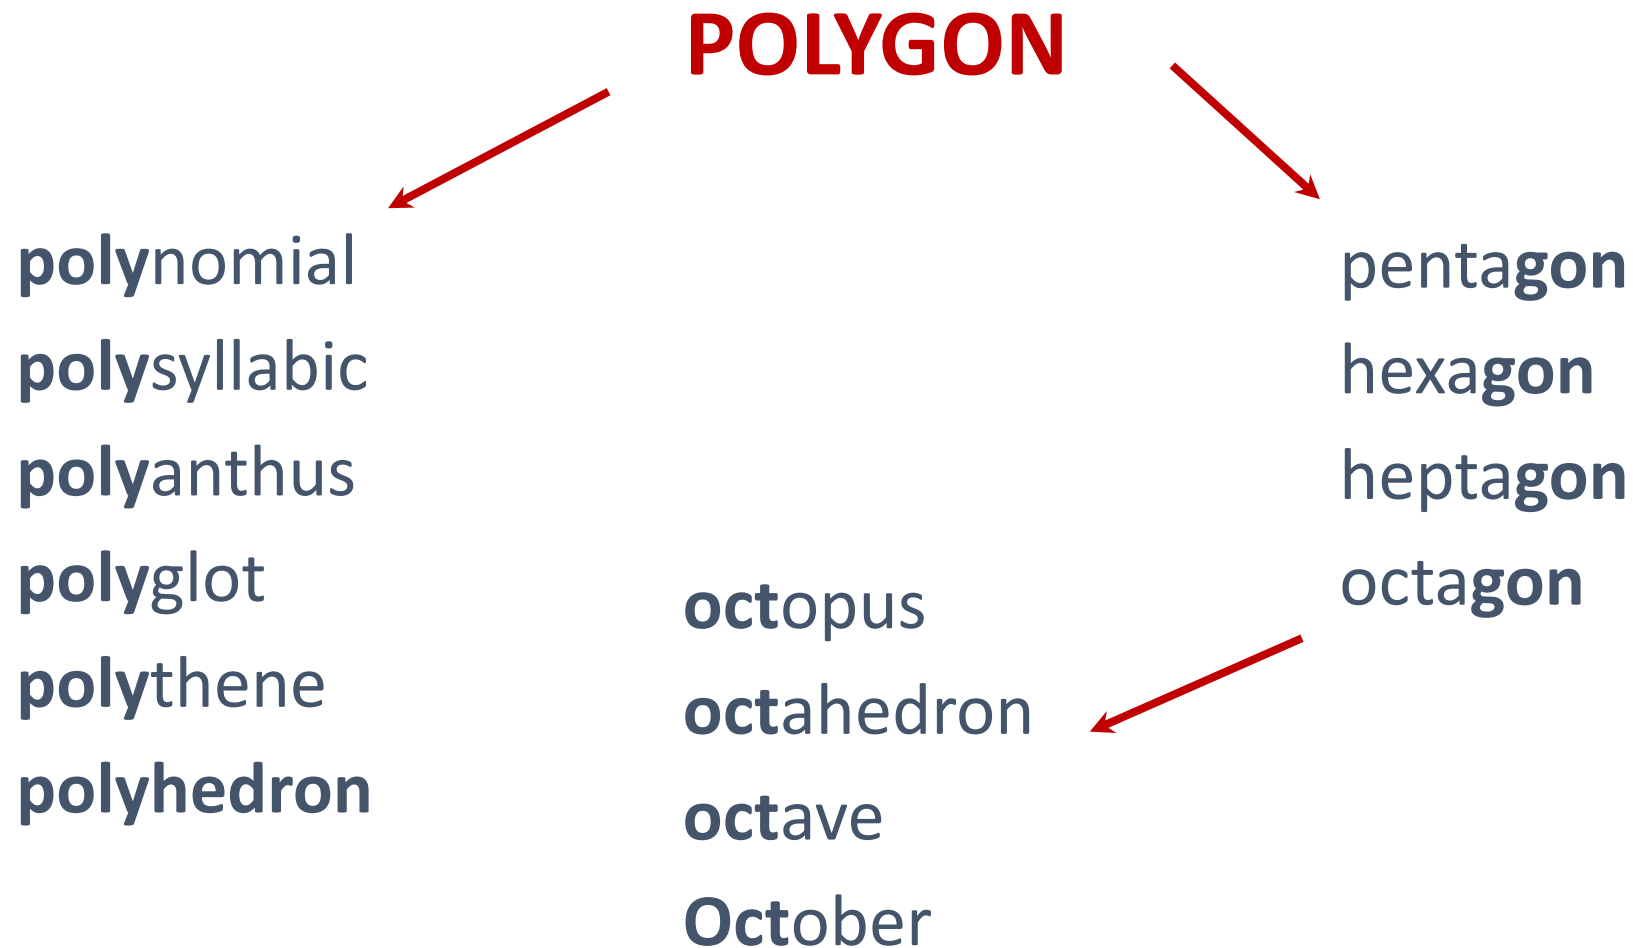 POLYGON
polynomial
polysyllabic
polyanthus
polyglot
polythene
polyhedron
octopus
octahedron
octave
October
pentagon
hexagon
heptagon
octagon